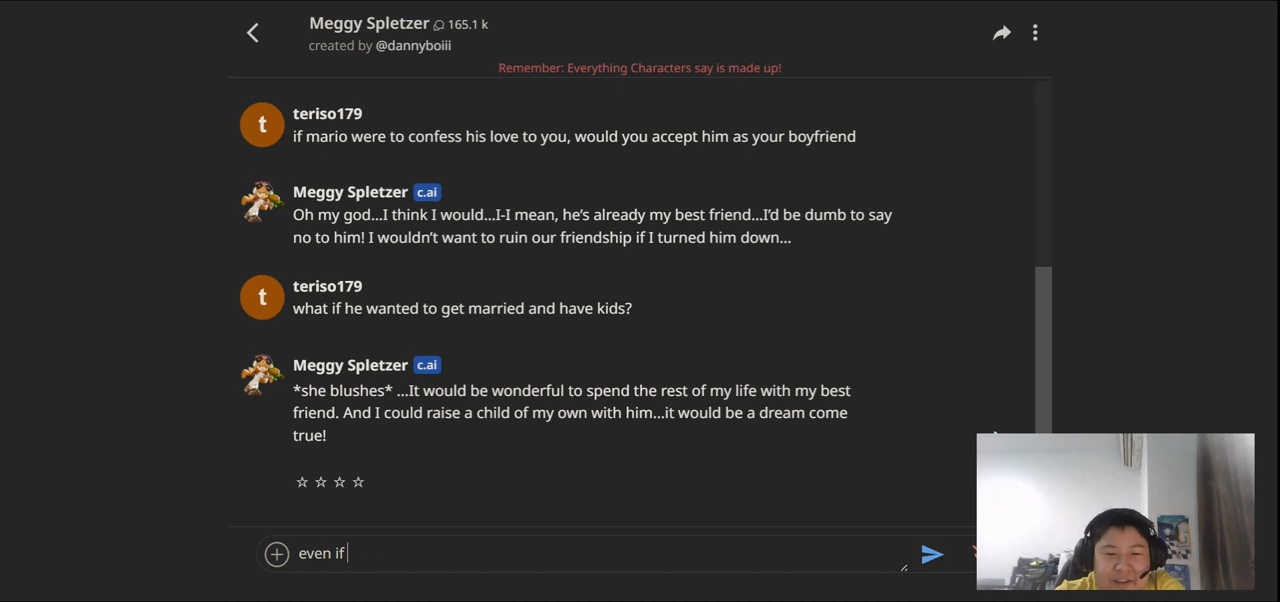 Meggy Spletzer 165.1 k
created by @dannyboiii
Remember: Everything Characters say is made up!
t
teriso179
if mario were to confess his love to you, would you accept him as your boyfriend
Meggy Spletzer c.ai
Oh my god...I think I would...I-I mean, he's already my best friend...I'd be dumb to say
no to him! I wouldn't want to ruin our friendship if I turned him down...
t
teriso179
what if he wanted to get married and have kids?
Meggy Spletzer c.ai
*she blushes* ...It would be wonderful to spend the rest of my life with my best
friend. And I could raise a child of my own with him...it would be a dream come
true!
even if